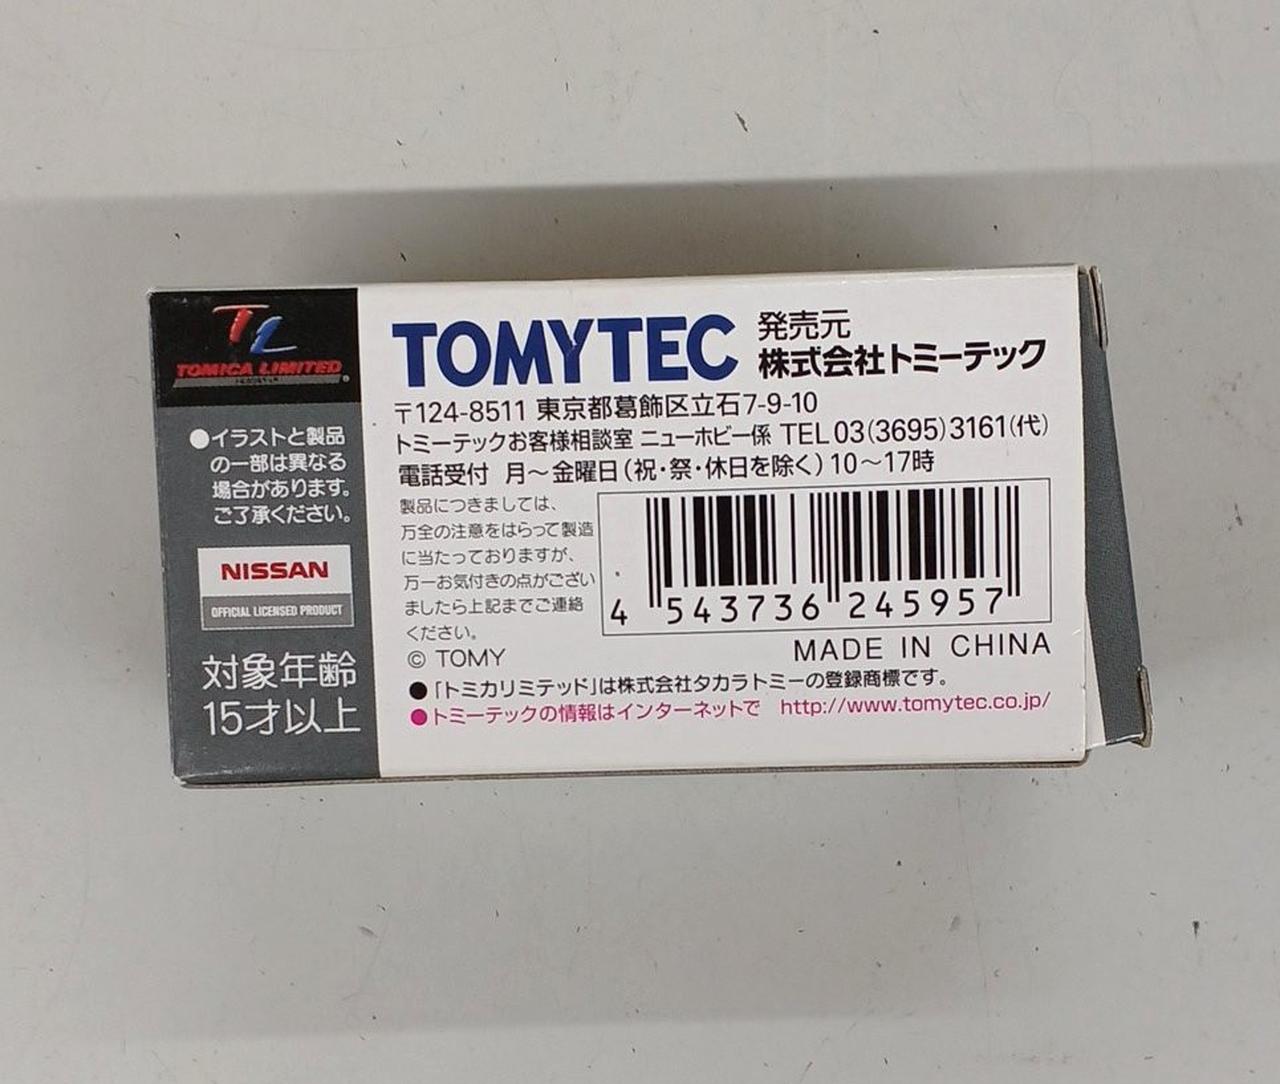 TL
TOMICA LIMITED
®
●イラストと製品
の一部は異なる
場合があります。
ご了承ください。
NISSAN
OFFICIAL LICENSED PRODUCT
対象年齢
15才以上
TOMYTEC
発売元
株式会社トミーテック
〒124-8511 東京都葛飾区立石7-9-10
トミーテックお客様相談室 ニューホビー係 TEL 03(3695)3161(代)
電話受付 月～金曜日(祝・祭・休日を除く)10～17時
製品につきましては、
万全の注意をはらって製造
に当たっておりますが、
万一お気付きの点がござい
ましたら上記までご連絡
ください。
© TOMY
4 543736 245957
MADE IN CHINA
●「トミカリミテッド」は株式会社タカラトミーの登録商標です。
●トミーテックの情報はインターネットで http://www.tomytec.co.jp/